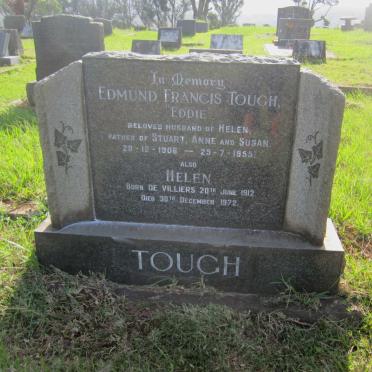 In Memory
EDMUND FRANCIS TOUGH,
EDDIE
BELOVED HUSBAND OF HELEN,
FATHER OF STUART, ANNE AND SUSAN
29-12-1906 — 25-7-1955
ALSO
HELEN
BORN DE VILLIERS 20TH JUNE 1912
DIED 30TH DECEMBER 1972.
TOUGH